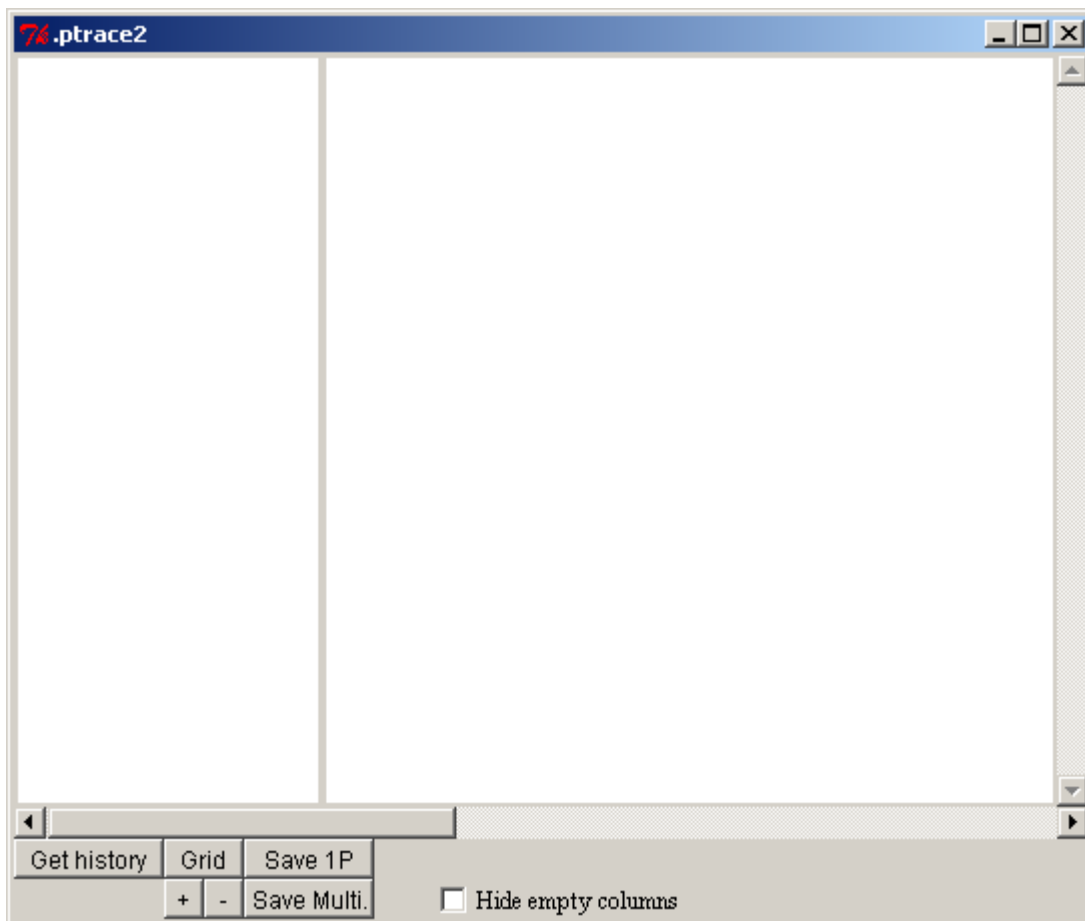 .ptrace2
Get history Grid Save 1P
+ - Save Multi. Hide empty columns